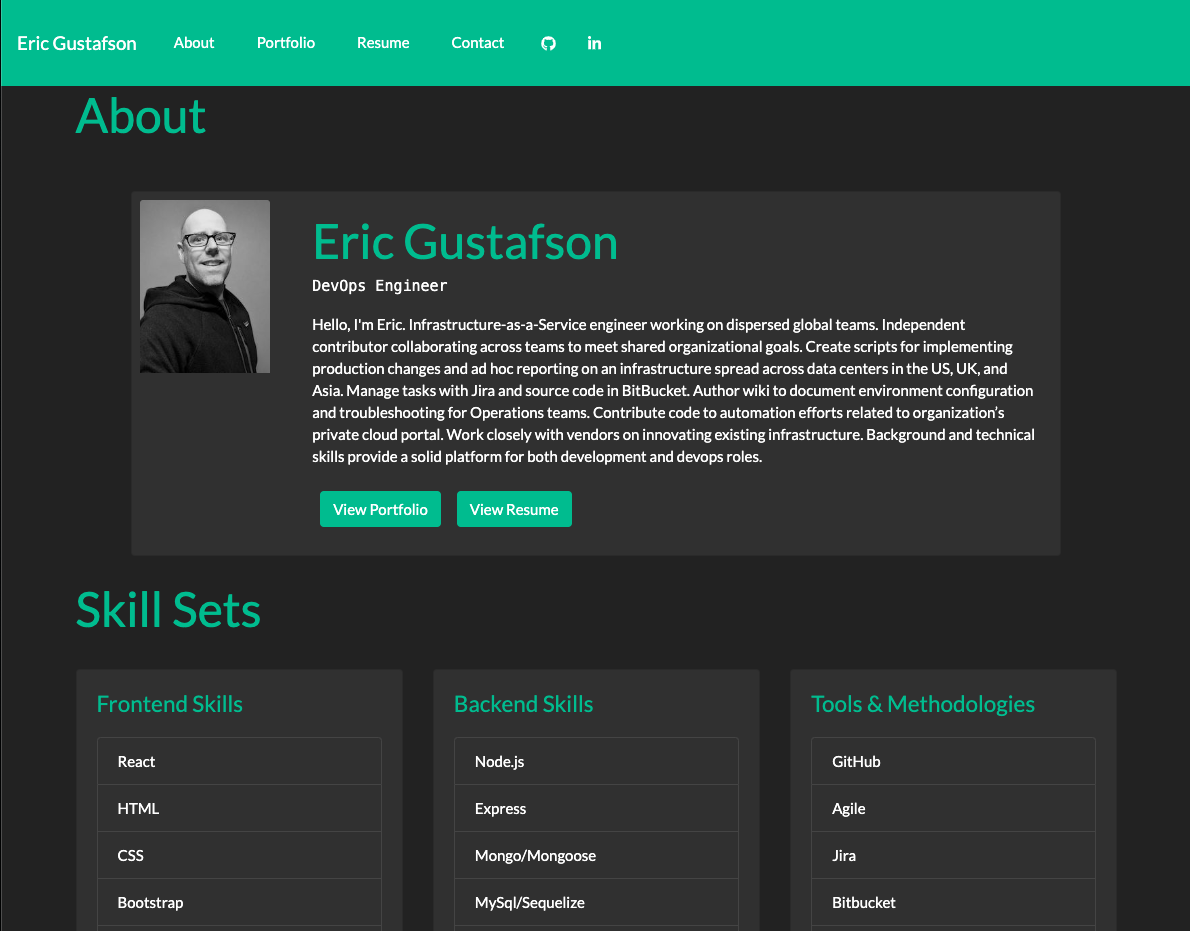 Eric Gustafson About Portfolio Resume Contact
About
Eric Gustafson
DevOps Engineer
Hello, I'm Eric. Infrastructure-as-a-Service engineer working on dispersed global teams. Independent
contributor collaborating across teams to meet shared organizational goals. Create scripts for implementing
production changes and ad hoc reporting on an infrastructure spread across data centers in the US, UK, and
Asia. Manage tasks with Jira and source code in BitBucket. Author wiki to document environment configuration
and troubleshooting for Operations teams. Contribute code to automation efforts related to organization’s
private cloud portal. Work closely with vendors on innovating existing infrastructure. Background and technical
skills provide a solid platform for both development and devops roles.
View Portfolio View Resume
Skill Sets
Frontend Skills
React
HTML
CSS
Bootstrap
Backend Skills
Node.js
Express
Mongo/Mongoose
MySql/Sequelize
Tools & Methodologies
GitHub
Agile
Jira
Bitbucket